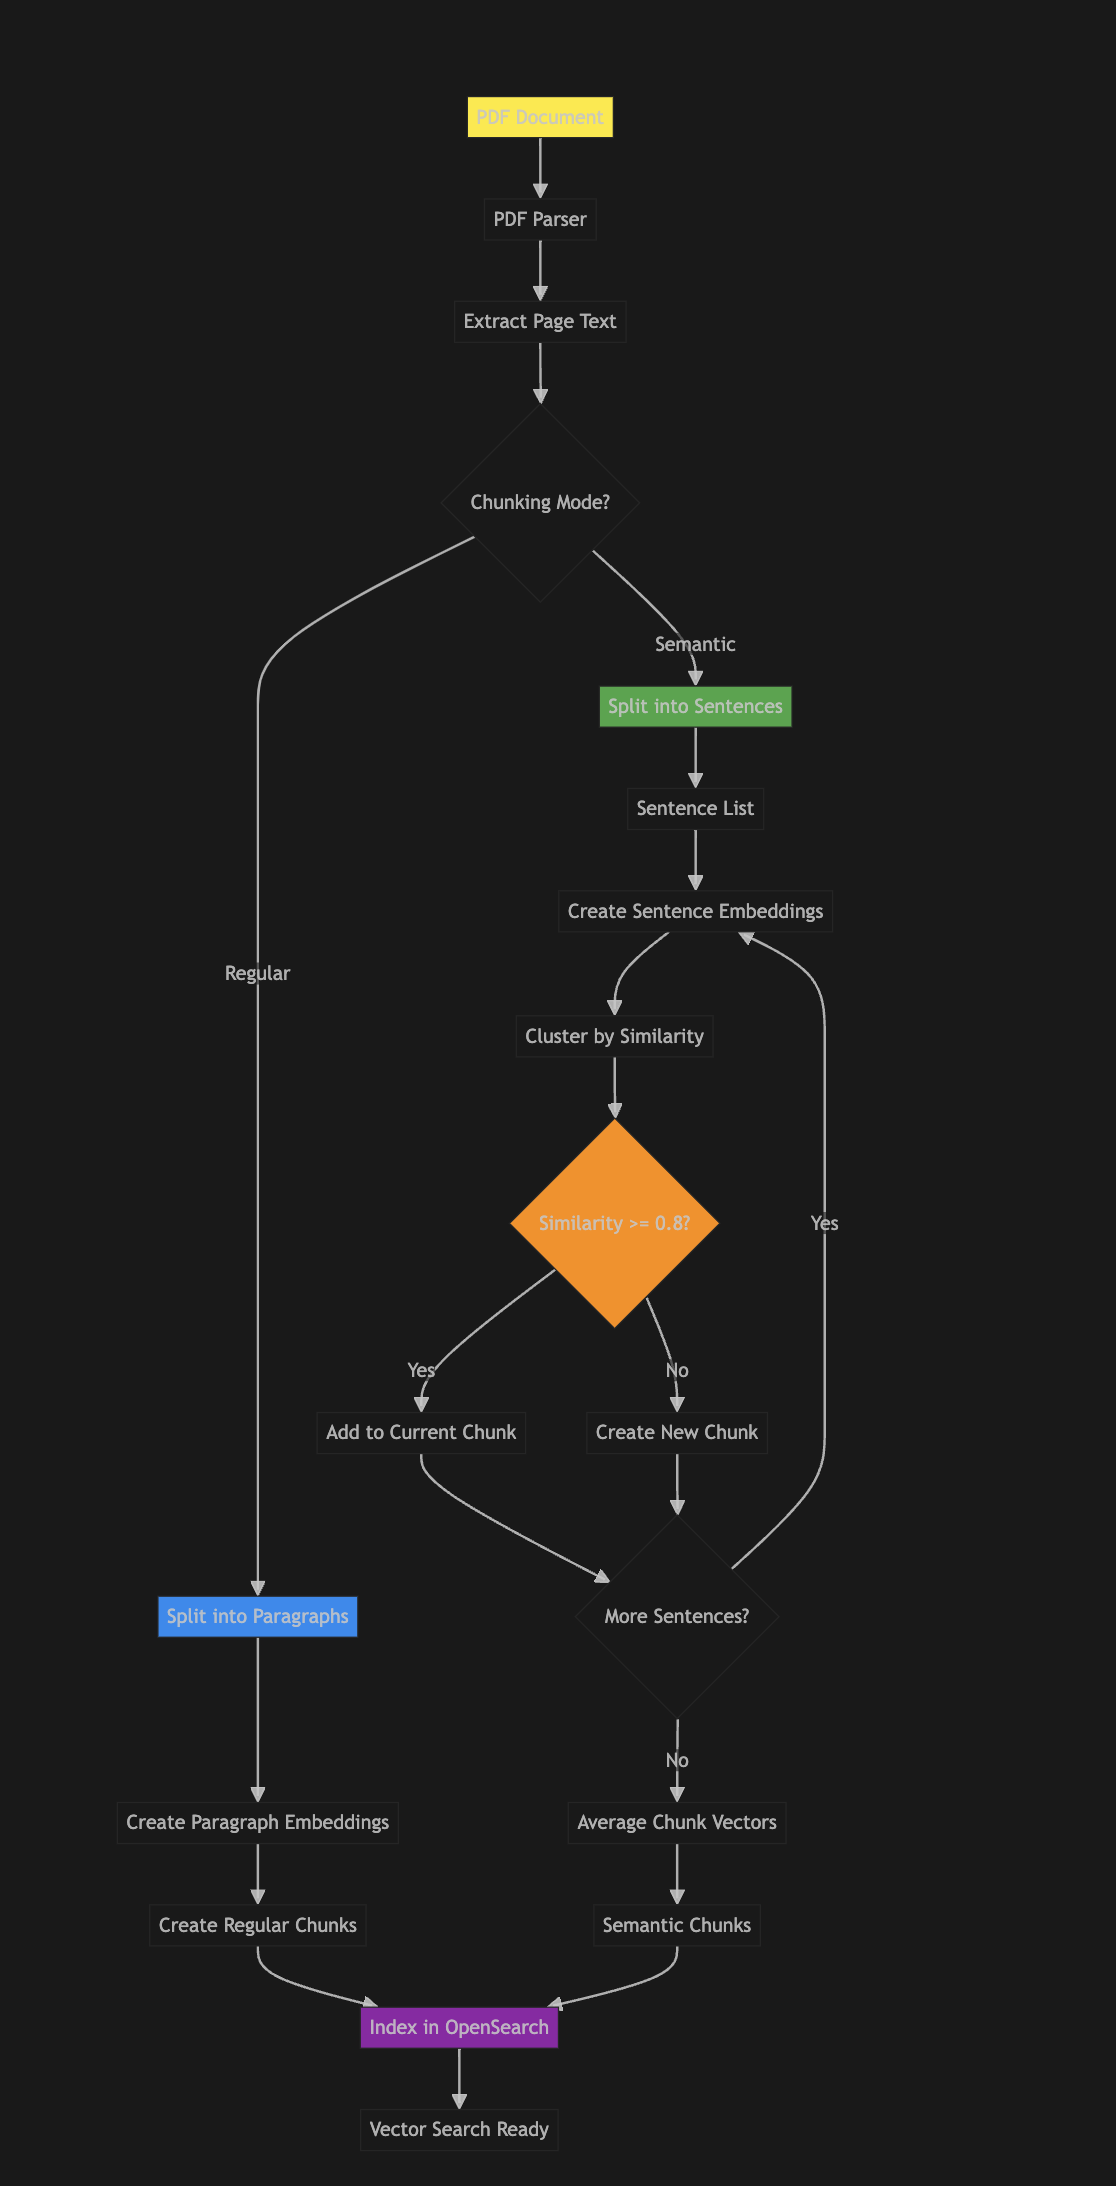 PDF Document
PDF Parser
Extract Page Text
Chunking Mode?
Semantic
Split into Sentences
Sentence List
Create Sentence Embeddings
Regular
Cluster by Similarity
Similarity >= 0.8?
Yes
Yes
No
Add to Current Chunk
Create New Chunk
Split into Paragraphs
More Sentences?
No
Create Paragraph Embeddings
Average Chunk Vectors
Create Regular Chunks
Semantic Chunks
Index in OpenSearch
Vector Search Ready